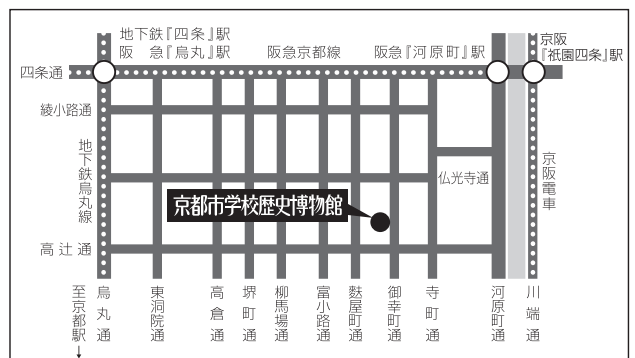 地下鉄『四条』駅
阪　急『烏丸』駅
阪急京都線
阪急『河原町』駅
京阪
『祇園四条』駅
四条通
綾小路通
地下鉄烏丸線
仏光寺通
京阪電車
京都市学校歴史博物館
高辻通
至京都駅
烏丸通
東洞院通
高倉通
堺町通
柳馬場通
富小路通
麩屋町通
御幸町通
寺町通
河原町通
川端通